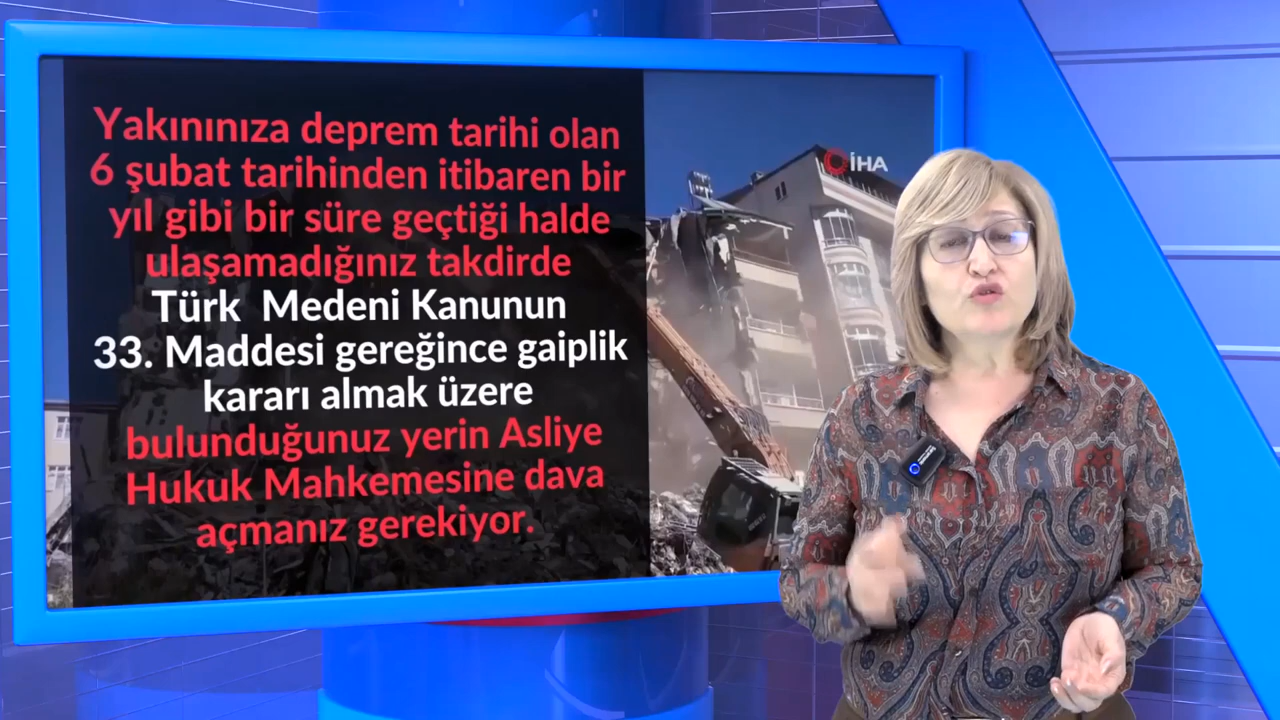 Yakınınıza deprem tarihi olan
6 şubat tarihinden itibaren bir
yıl gibi bir süre geçtiği halde
ulaşamadığınız takdirde
Türk  Medeni Kanunun
33. Maddesi gereğince gaiplik
kararı almak üzere
bulunduğunuz yerin Asliye
Hukuk Mahkemesine dava
açmanız gerekiyor.
İHA